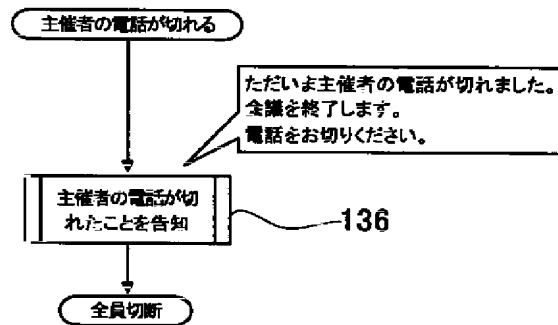 主催者の電話が切れる
ただいま主催者の電話が切れました。
会議を終了します。
電話をお切りください。
主催者の電話が切
れたことを告知
136
全員切断